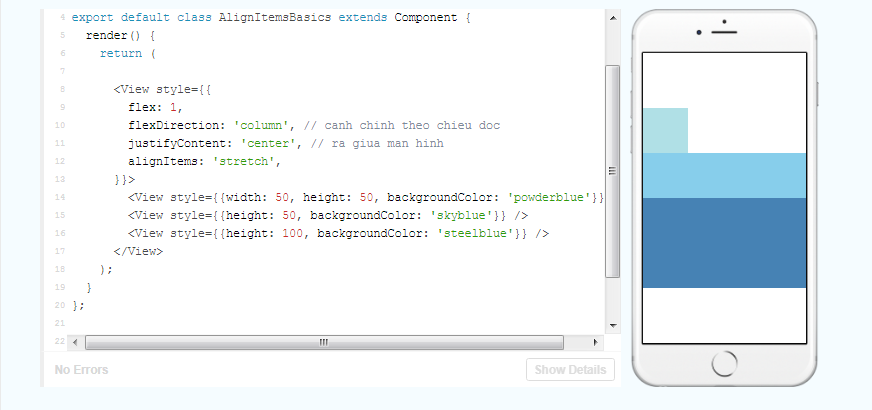 4 export default class AlignItemsBasics extends Component {
5 render() {
6 return (
7
8 <View style={{
9 flex: 1,
10 flexDirection: 'column', // canh chinh theo chieu doc
11 justifyContent: 'center', // ra giua man hinh
12 alignItems: 'stretch',
13 }}>
14 <View style={{width: 50, height: 50, backgroundColor: 'powderblue'}}
15 <View style={{height: 50, backgroundColor: 'skyblue'}} />
16 <View style={{height: 100, backgroundColor: 'steelblue'}} />
17 </View>
18 );
19 }
20 };
21
22
No Errors
Show Details